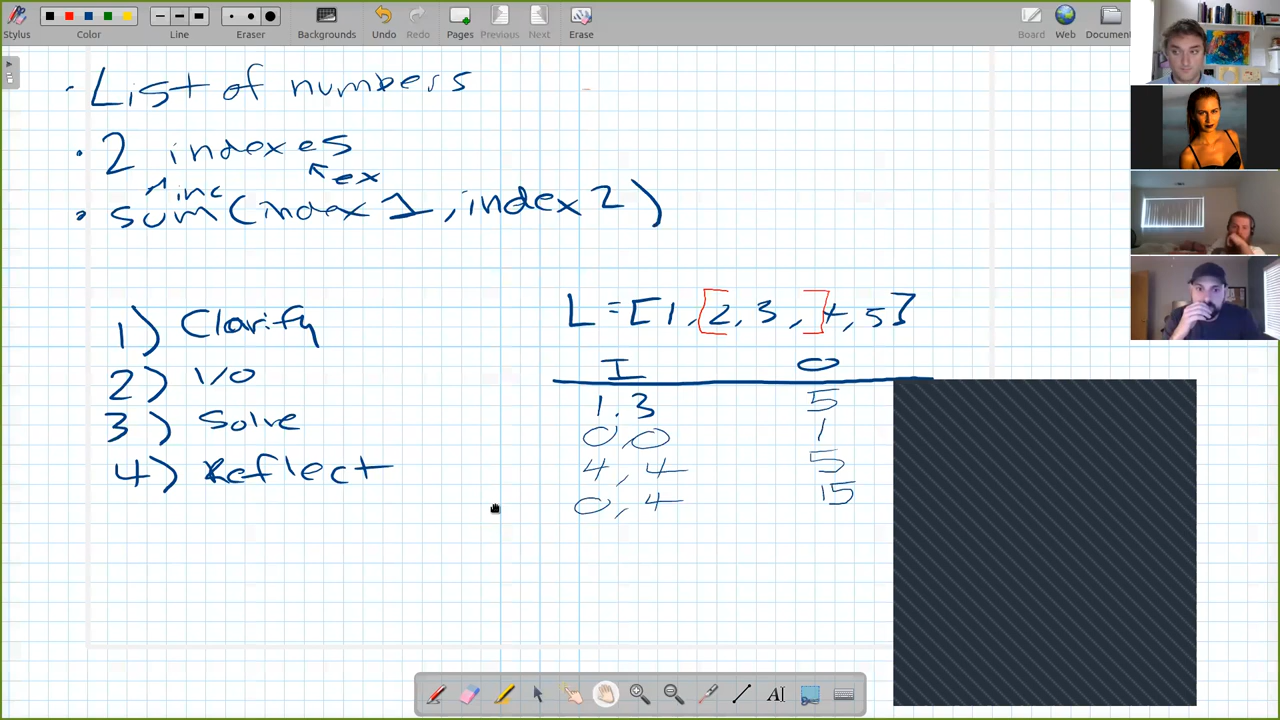 Stylus Color Line Backgrounds Undo Redo Pages Previous Next Erase Board Web Document
· List of numbers
· 2 indexes
inc ex
· sum(index 1, index 2)
1) Clarify
2) I/O
3) Solve
4) Reflect
L = [1, [2, 3, ] 4, 5]
I O
1, 3 5
0, 0 1
4, 4 5
0, 4 15
AI